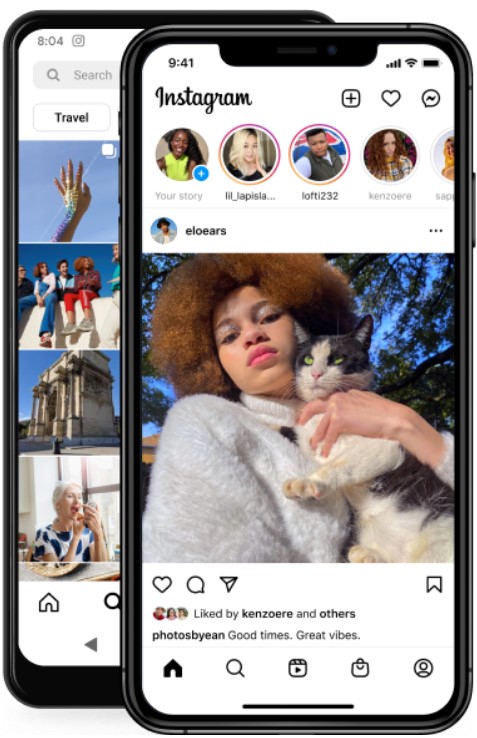 8:04
Search
Travel
9:41
Instagram
Your story
lil_lapisla...
lofti232
kenzoere
sapp
eloears
Liked by kenzoere and others
photosbyean Good times. Great vibes.